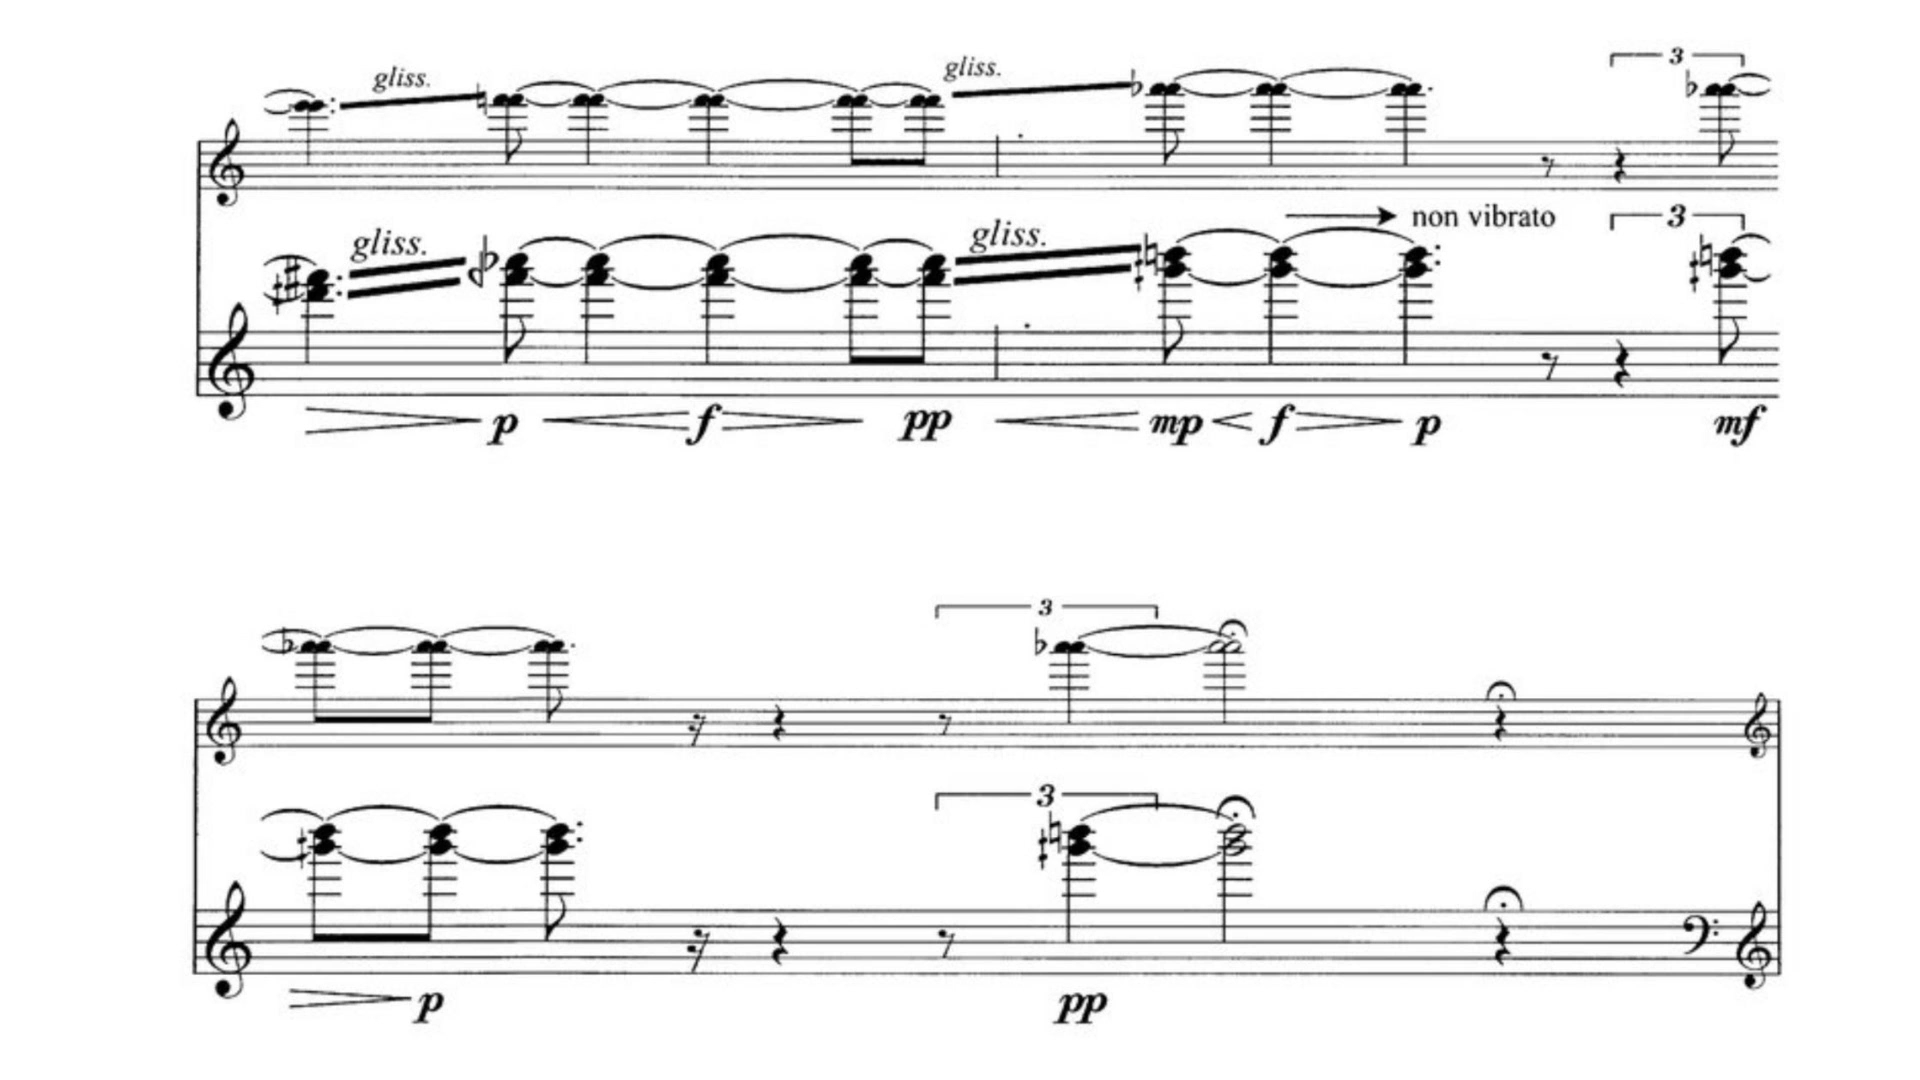 gliss. gliss. 3
gliss. gliss. non vibrato 3
p f pp mp f p mf
3
3
p pp